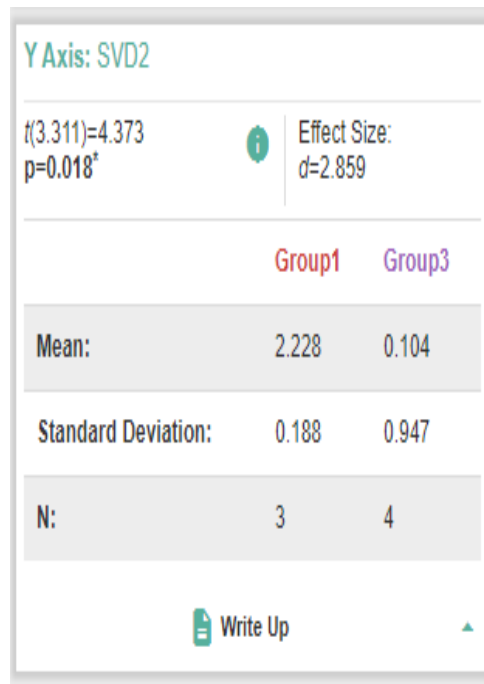 Y Axis: SVD2
t(3.311)=4.373
p=0.018*
Effect Size:
d=2.859
Group1 Group3
Mean: 2.228 0.104
Standard Deviation: 0.188 0.947
N: 3 4
Write Up